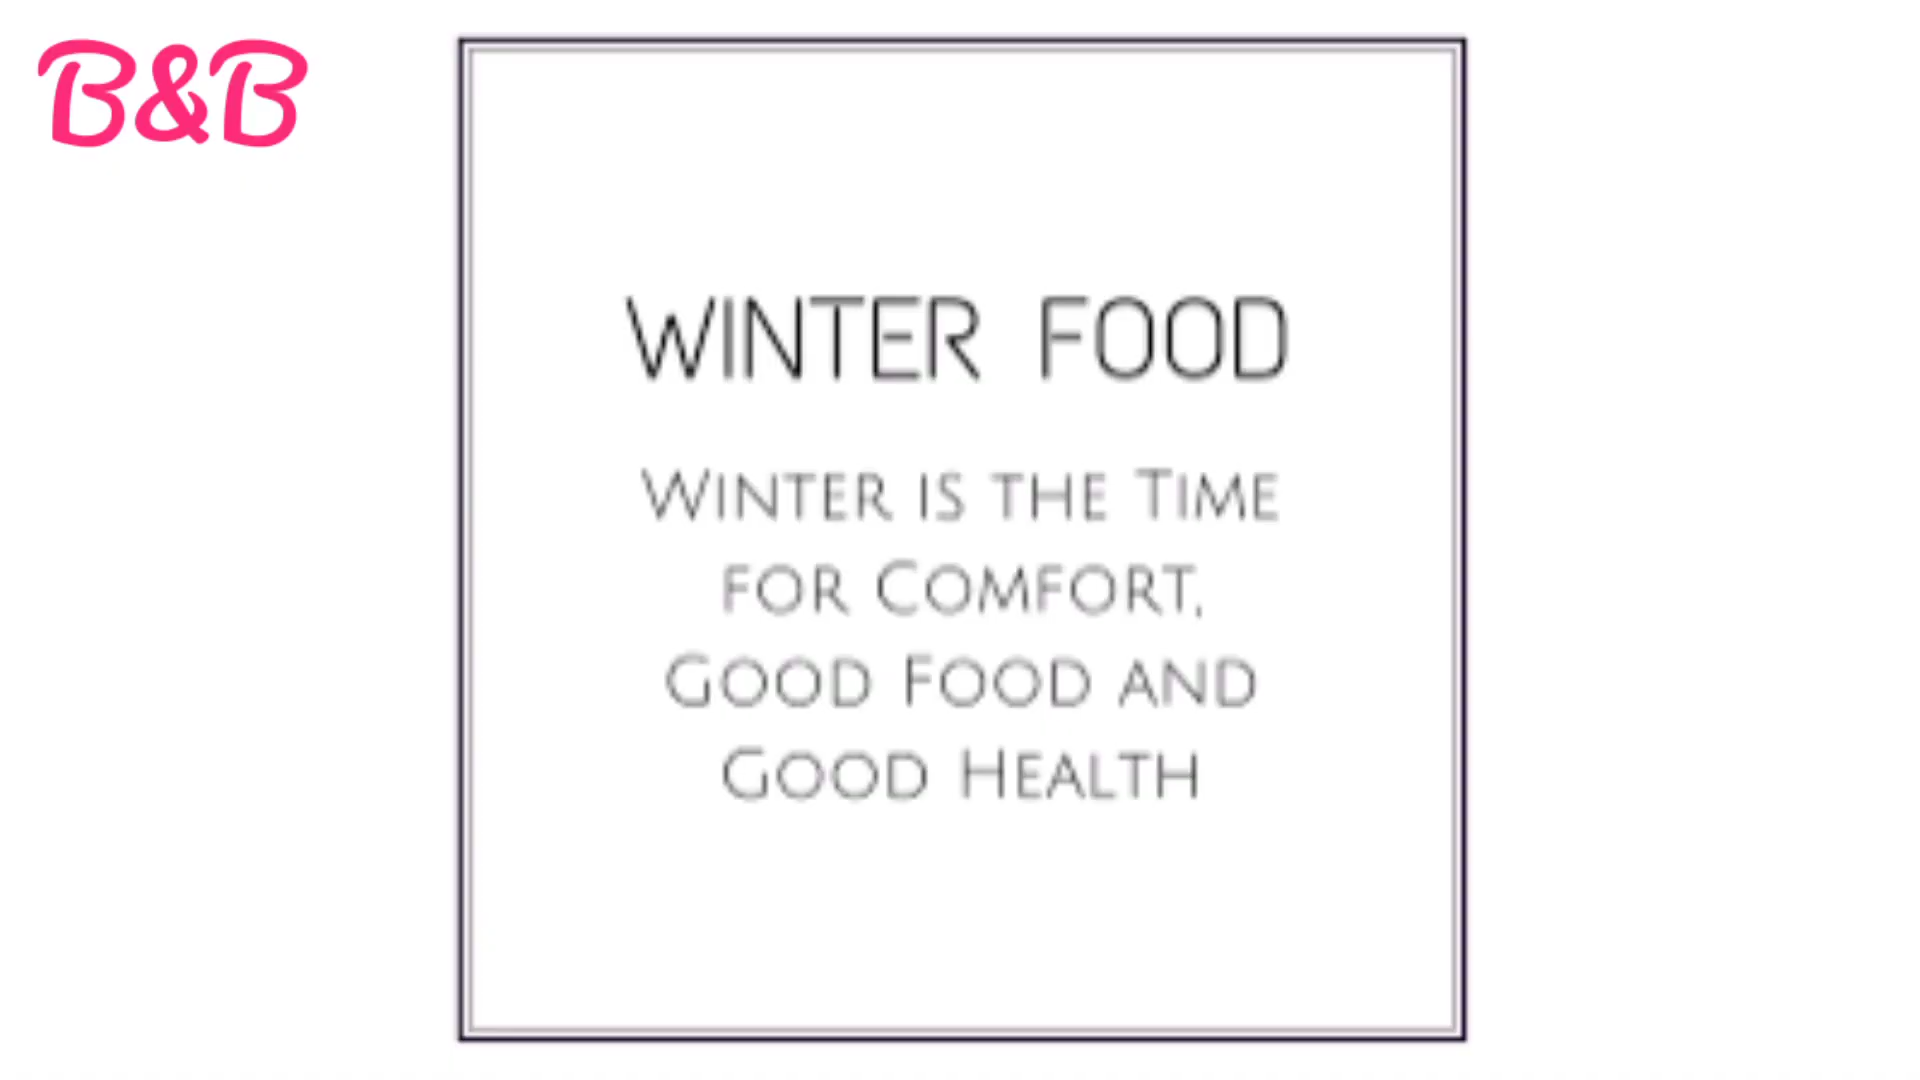 B&B
WINTER FOOD
WINTER IS THE TIME
FOR COMFORT,
GOOD FOOD AND
GOOD HEALTH